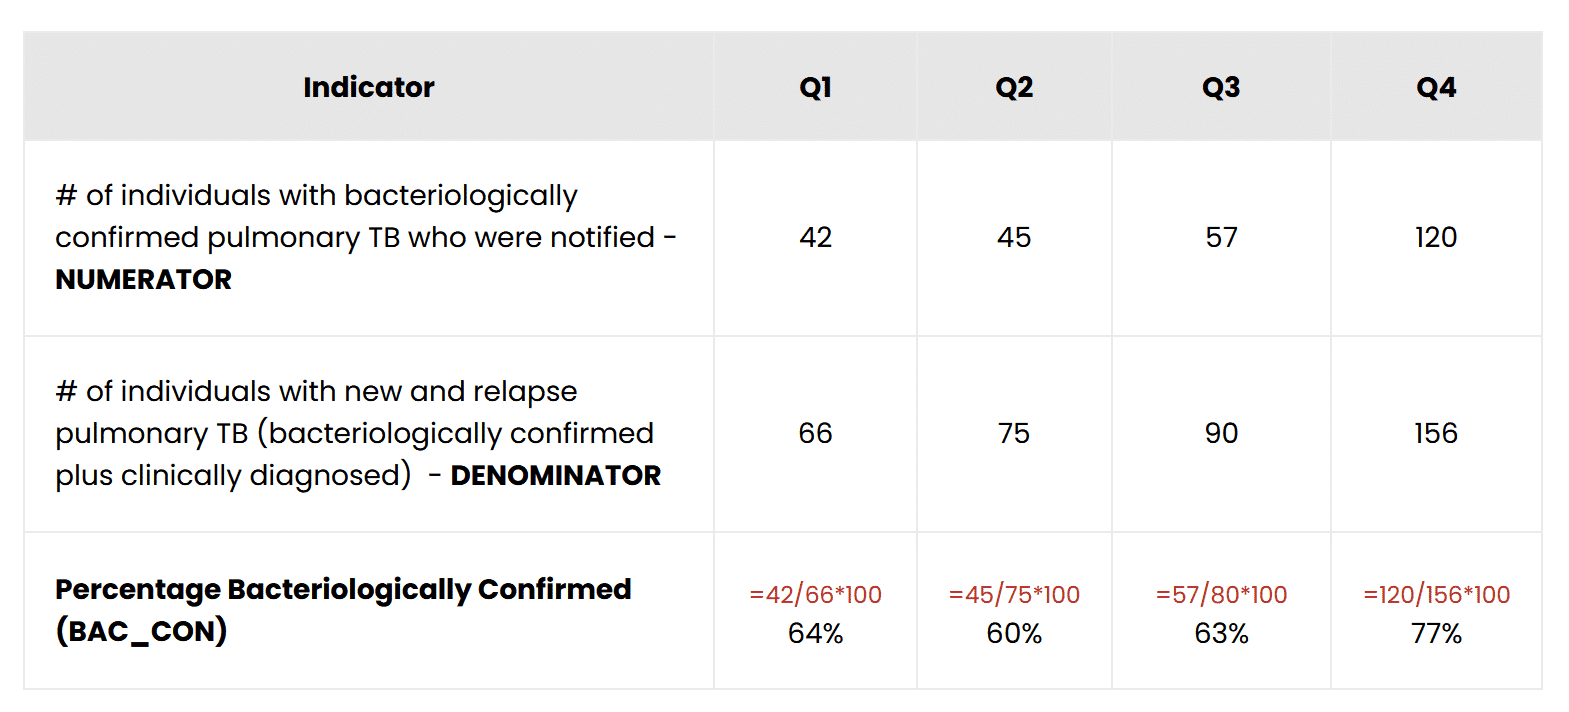 Indicator Q1 Q2 Q3 Q4
# of individuals with bacteriologically
confirmed pulmonary TB who were notified -
NUMERATOR
42 45 57 120
# of individuals with new and relapse
pulmonary TB (bacteriologically confirmed
plus clinically diagnosed) - DENOMINATOR
66 75 90 156
Percentage Bacteriologically Confirmed
(BAC_CON)
=42/66*100 =45/75*100 =57/80*100 =120/156*100
64% 60% 63% 77%